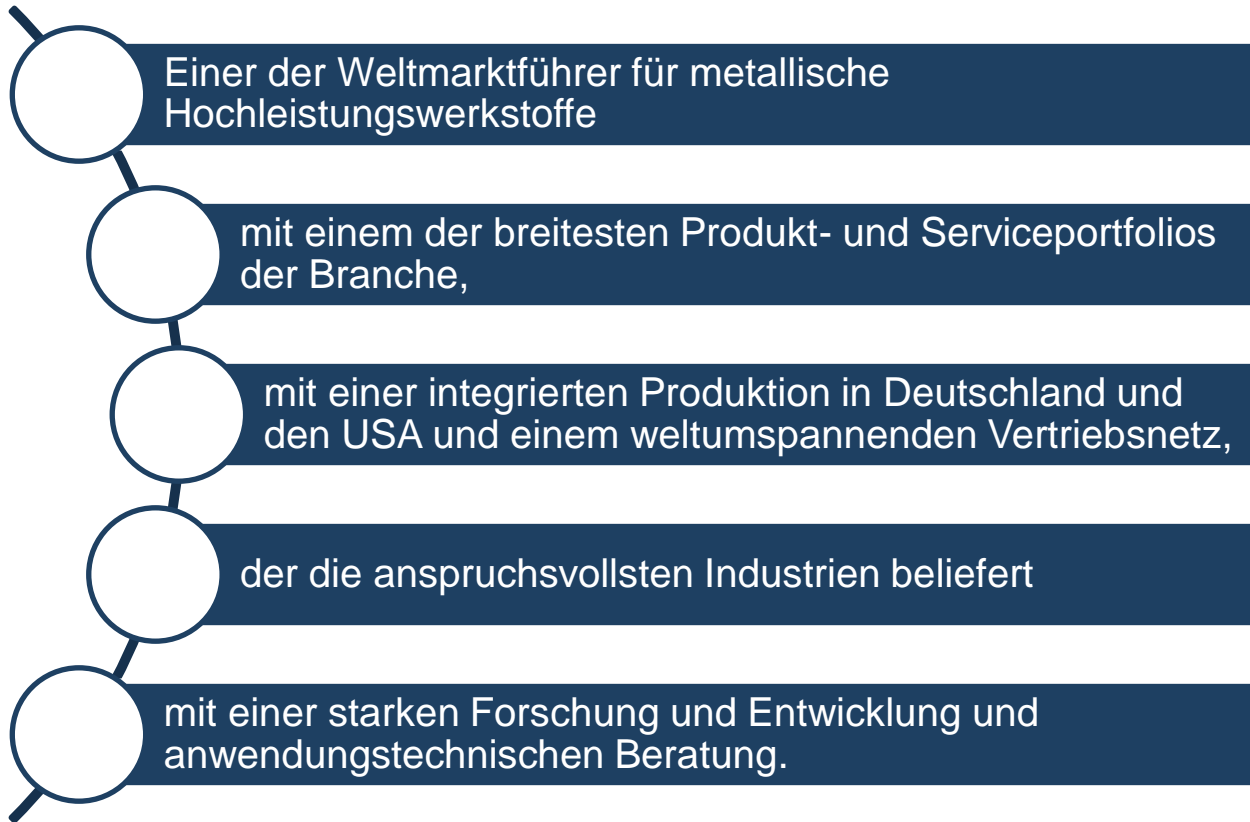 Einer der Weltmarktführer für metallische
Hochleistungswerkstoffe
mit einem der breitesten Produkt- und Serviceportfolios
der Branche,
mit einer integrierten Produktion in Deutschland und
den USA und einem weltumspannenden Vertriebsnetz,
der die anspruchsvollsten Industrien beliefert
mit einer starken Forschung und Entwicklung und
anwendungstechnischen Beratung.